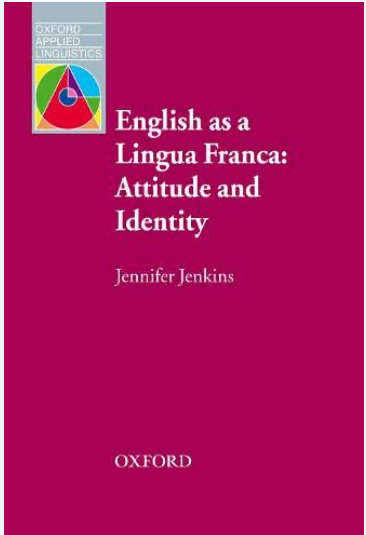 OXFORD
APPLIED
LINGUISTICS
English as a
Lingua Franca:
Attitude and
Identity
Jennifer Jenkins
OXFORD